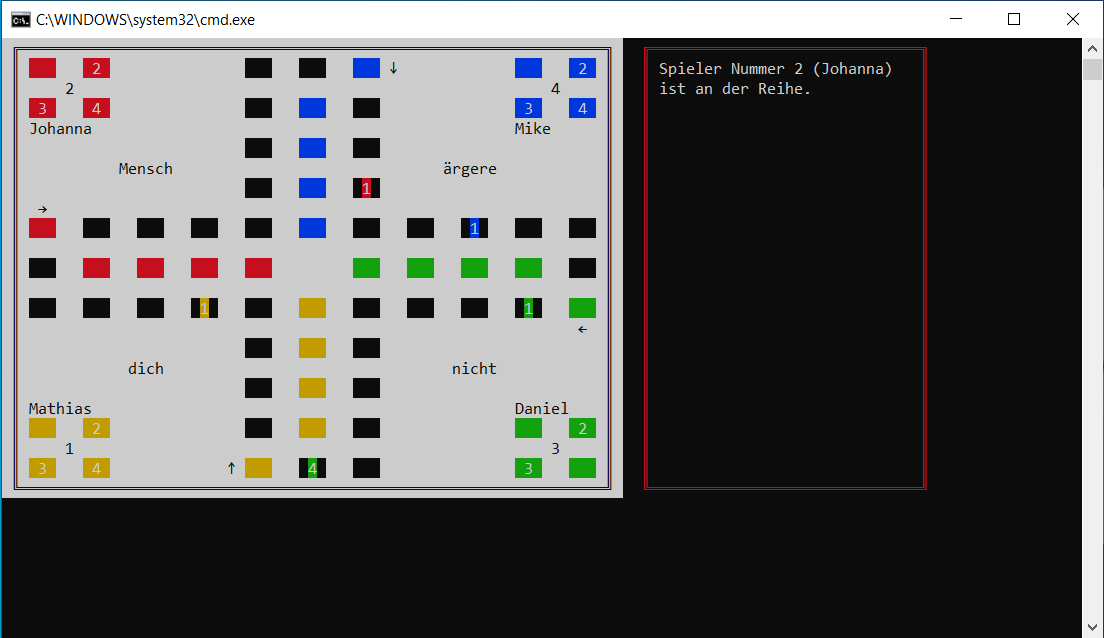 C:\WINDOWS\system32\cmd.exe
2 ↓ 2
2 4
3 4 3 4
Johanna Mike
Mensch ärgere
1
→
1
1 1
←
dich nicht
Mathias Daniel
2 2
1 3
3 4 ↑ 4 3
Spieler Nummer 2 (Johanna)
ist an der Reihe.